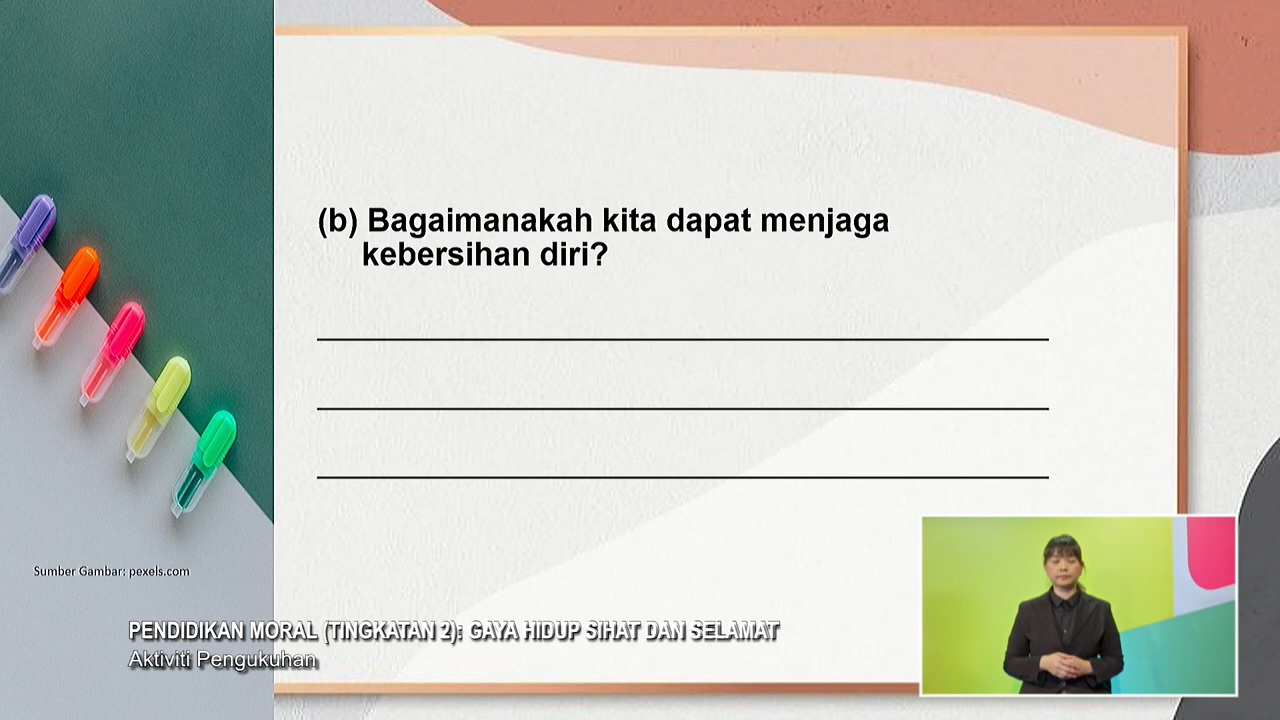 (b) Bagaimanakah kita dapat menjaga
kebersihan diri?
Sumber Gambar: pexels.com
PENDIDIKAN MORAL (TINGKATAN 2): GAYA HIDUP SIHAT DAN SELAMAT
Aktiviti Pengukuhan